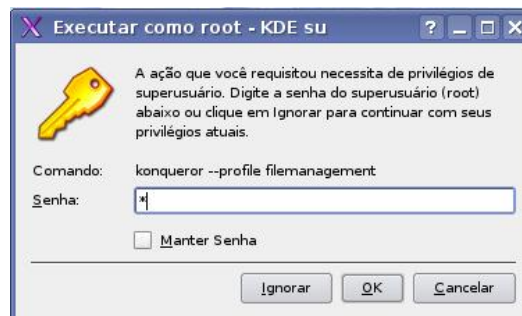 Executar como root - KDE su
A ação que você requisitou necessita de privilégios de
superusuário. Digite a senha do superusuário (root)
abaixo ou clique em Ignorar para continuar com seus
privilégios atuais.
Comando: konqueror --profile filemanagement
Senha: *
Manter Senha
Ignorar OK Cancelar